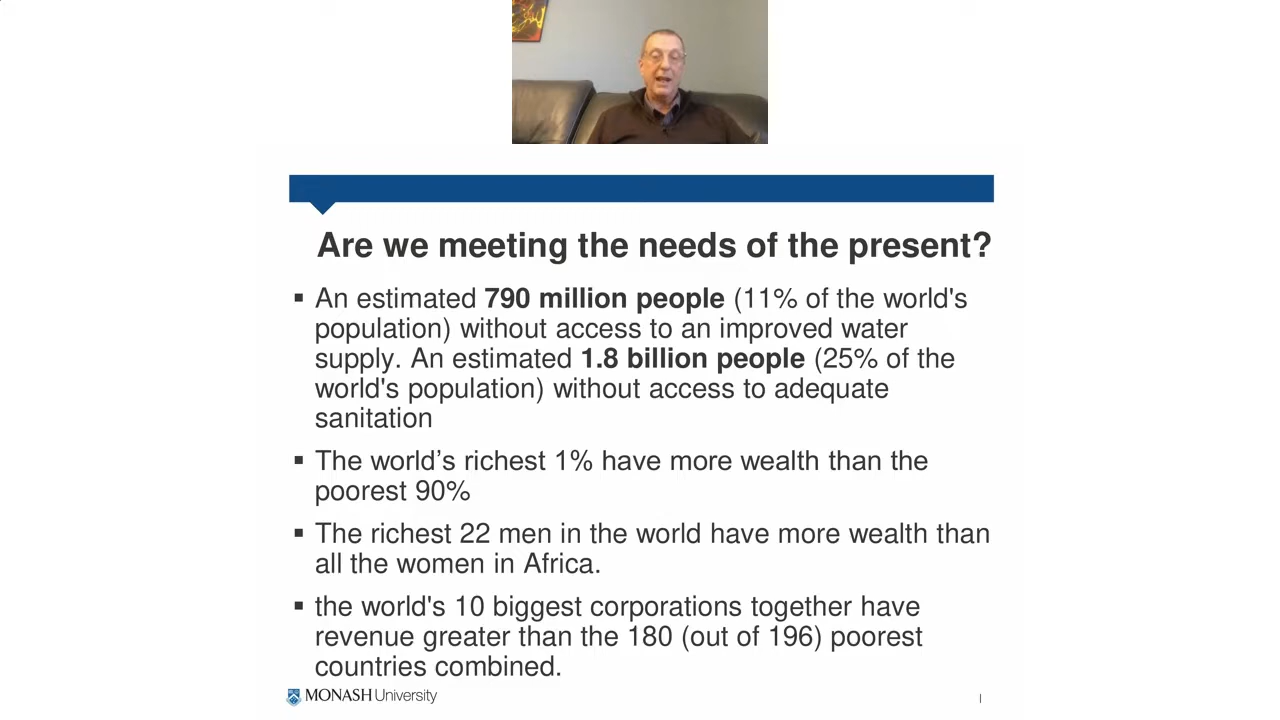 Are we meeting the needs of the present?
▪ An estimated 790 million people (11% of the world's
population) without access to an improved water
supply. An estimated 1.8 billion people (25% of the
world's population) without access to adequate
sanitation
▪ The world’s richest 1% have more wealth than the
poorest 90%
▪ The richest 22 men in the world have more wealth than
all the women in Africa.
▪ the world's 10 biggest corporations together have
revenue greater than the 180 (out of 196) poorest
countries combined.
MONASH University